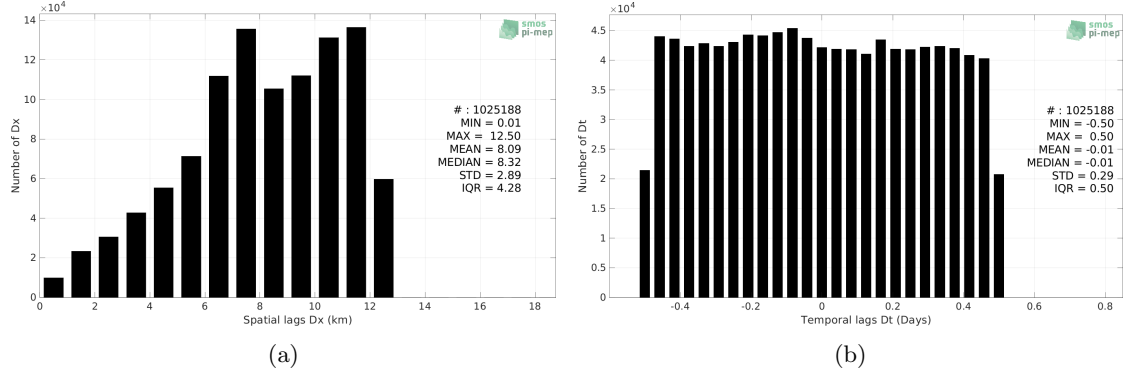 ×10⁴
14
12
10
8
6
4
2
0
Number of Dx
0 2 4 6 8 10 12 14 16 18
Spatial lags Dx (km)
smos
pi-mep
# : 1025188
MIN = 0.01
MAX = 12.50
MEAN = 8.09
MEDIAN = 8.32
STD = 2.89
IQR = 4.28
(a)
×10⁴
4.5
4
3.5
3
2.5
2
1.5
1
0.5
0
Number of Dt
-0.4 -0.2 0 0.2 0.4 0.6 0.8
Temporal lags Dt (Days)
smos
pi-mep
# : 1025188
MIN = -0.50
MAX = 0.50
MEAN = -0.01
MEDIAN = -0.01
STD = 0.29
IQR = 0.50
(b)